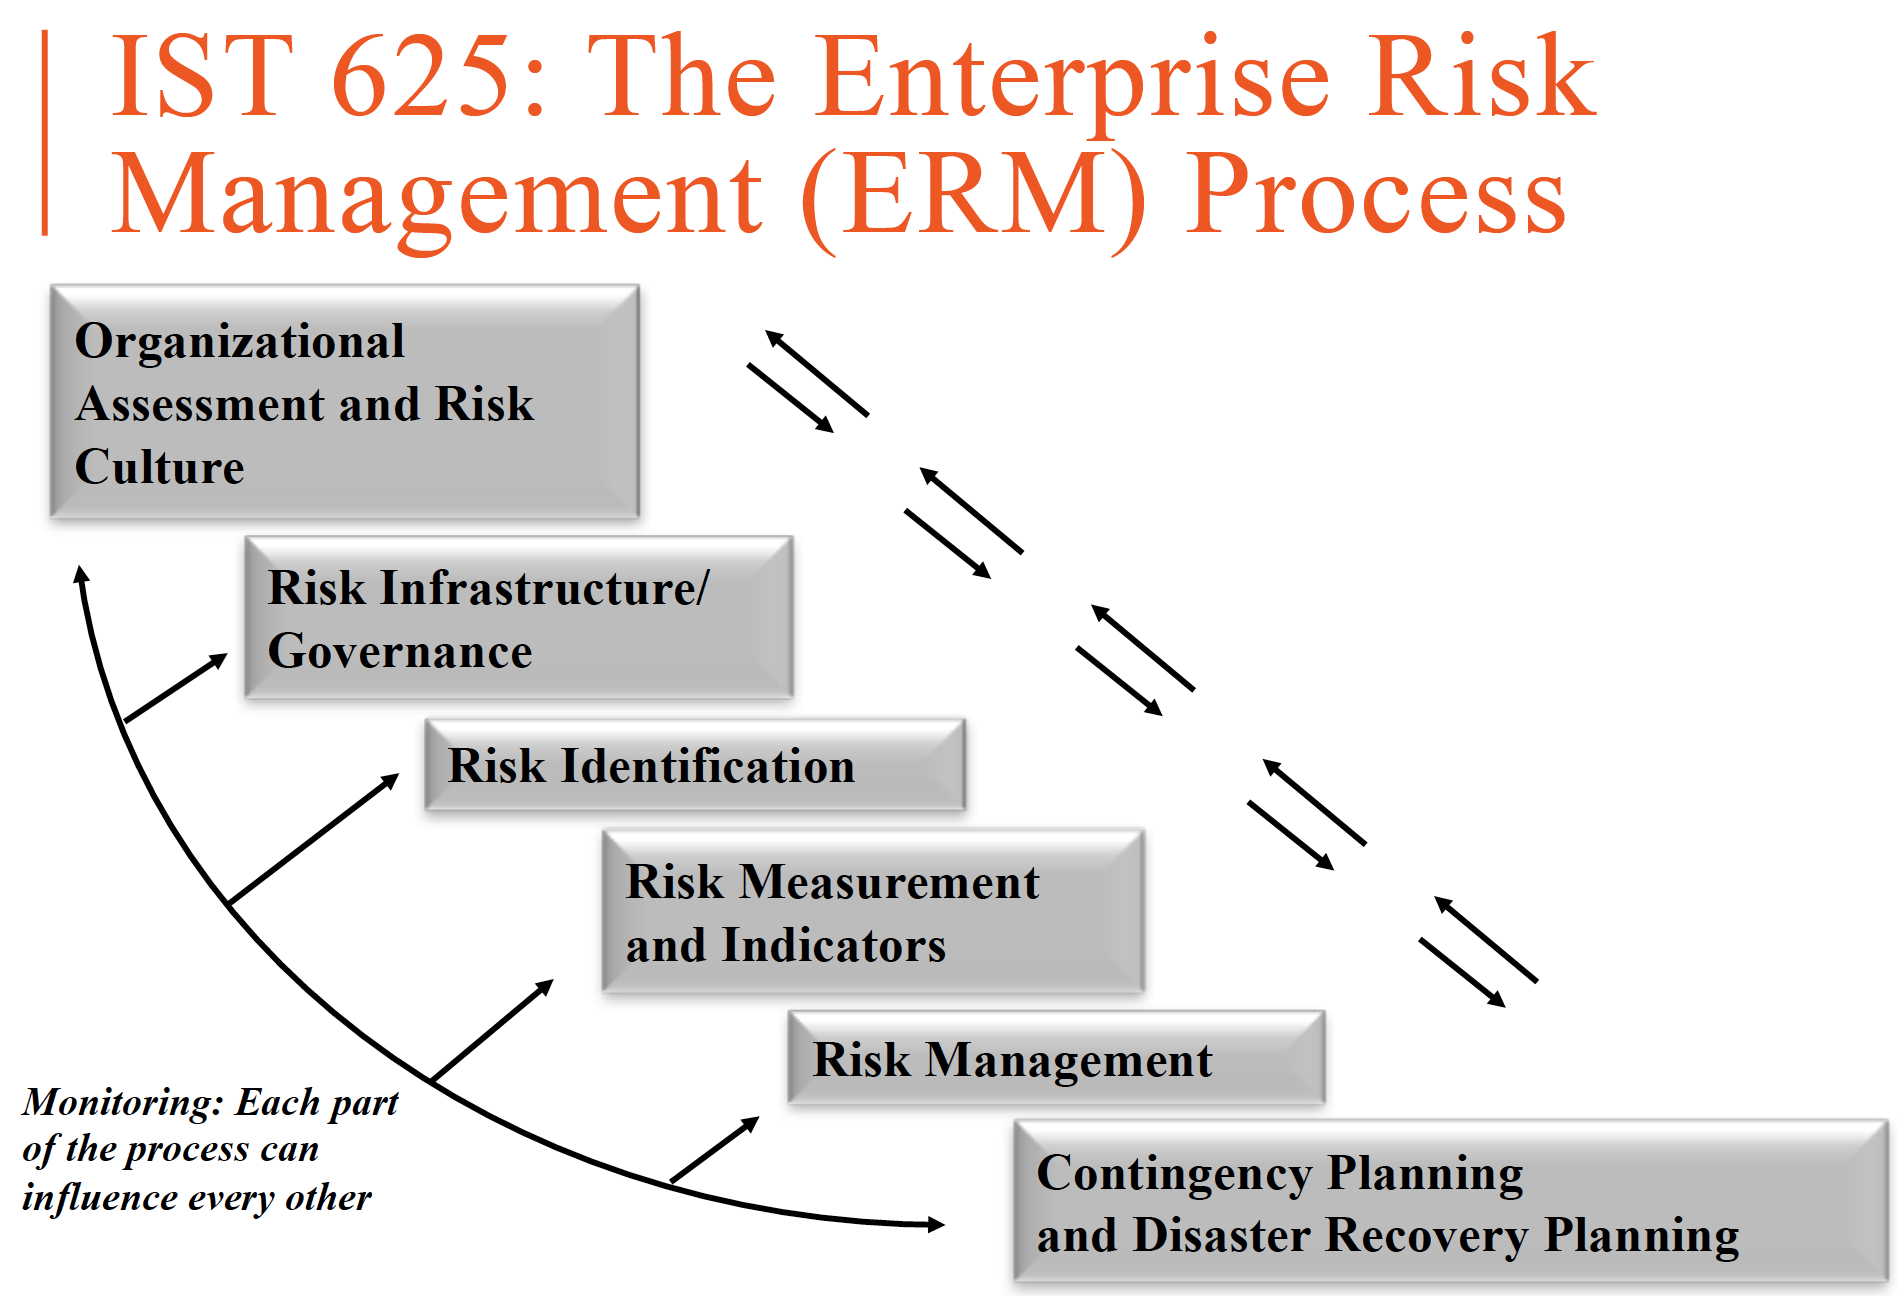 IST 625: The Enterprise Risk
Management (ERM) Process
Organizational
Assessment and Risk
Culture
Risk Infrastructure/
Governance
Risk Identification
Risk Measurement
and Indicators
Risk Management
Contingency Planning
and Disaster Recovery Planning
Monitoring: Each part
of the process can
influence every other